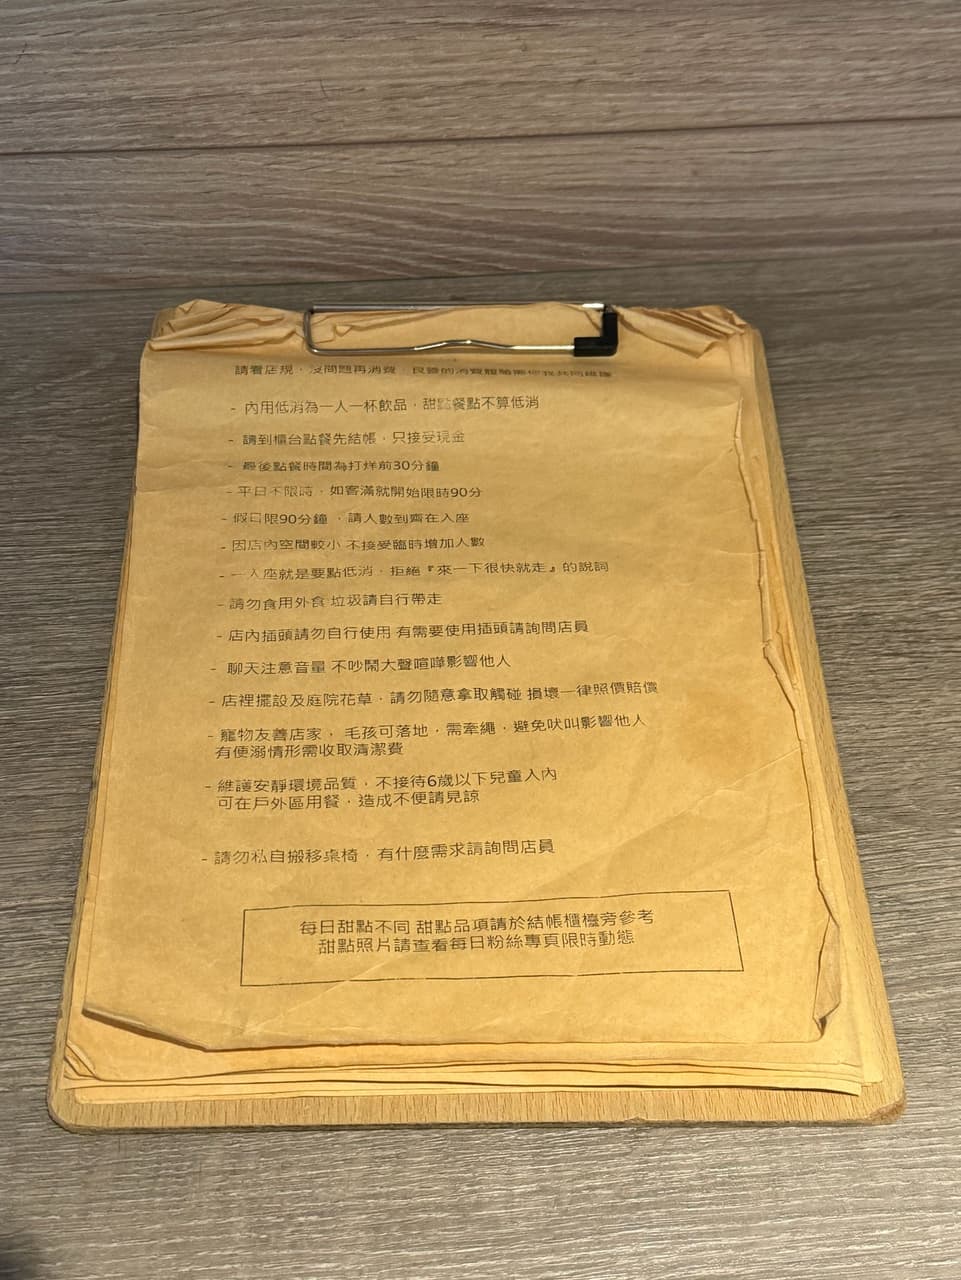 請看店規，沒問題再消費 良善的消費體驗需你我共同維護
- 內用低消為一人一杯飲品，甜點餐點不算低消
- 請到櫃台點餐先結帳，只接受現金
- 最後點餐時間為打烊前30分鐘
- 平日不限時，如客滿就開始限時90分
- 假日限90分鐘 ，請人數到齊在入座
- 因店內空間較小 不接受臨時增加人數
- 一入座就是要點低消，拒絕『來一下很快就走』的說詞
- 請勿食用外食 垃圾請自行帶走
- 店內插頭請勿自行使用 有需要使用插頭請詢問店員
- 聊天注意音量 不吵鬧大聲喧嘩影響他人
- 店裡擺設及庭院花草，請勿隨意拿取觸碰 損壞一律照價賠償
- 寵物友善店家， 毛孩可落地，需牽繩，避免吠叫影響他人
有便溺情形需收取清潔費
- 維護安靜環境品質，不接待6歲以下兒童入內
可在戶外區用餐，造成不便請見諒
- 請勿私自搬移桌椅，有什麼需求請詢問店員
每日甜點不同 甜點品項請於結帳櫃檯旁參考
甜點照片請查看每日粉絲專頁限時動態